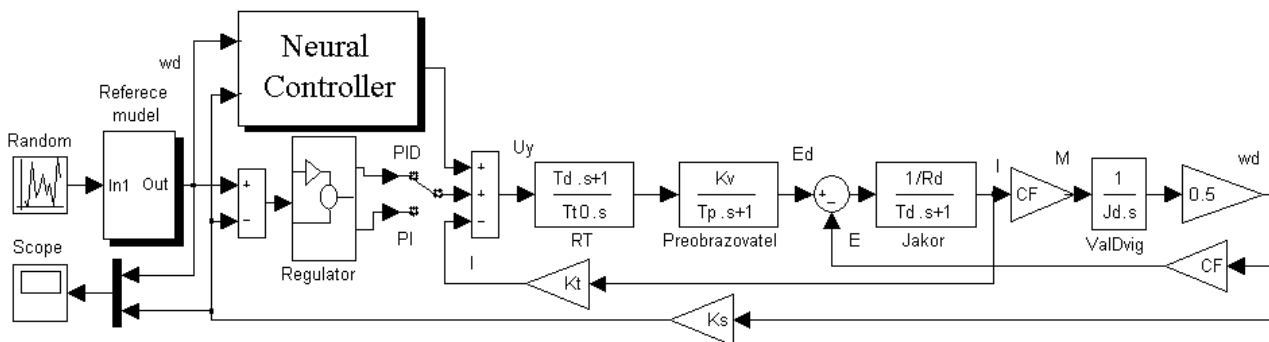 Neural
Controller
wd
Referece
mudel
Random
In1 Out
Scope
+
−
PID
PI
Regulator
+
+
−
I
Uy
Td .s+1
Tt0.s
RT
Kv
Tp.s+1
Preobrazovatel
Ed
+
−
E
1/Rd
Td.s+1
Jakor
I
CF
M
1
Jd.s
ValDvig
0.5
wd
CF
Kt
Ks